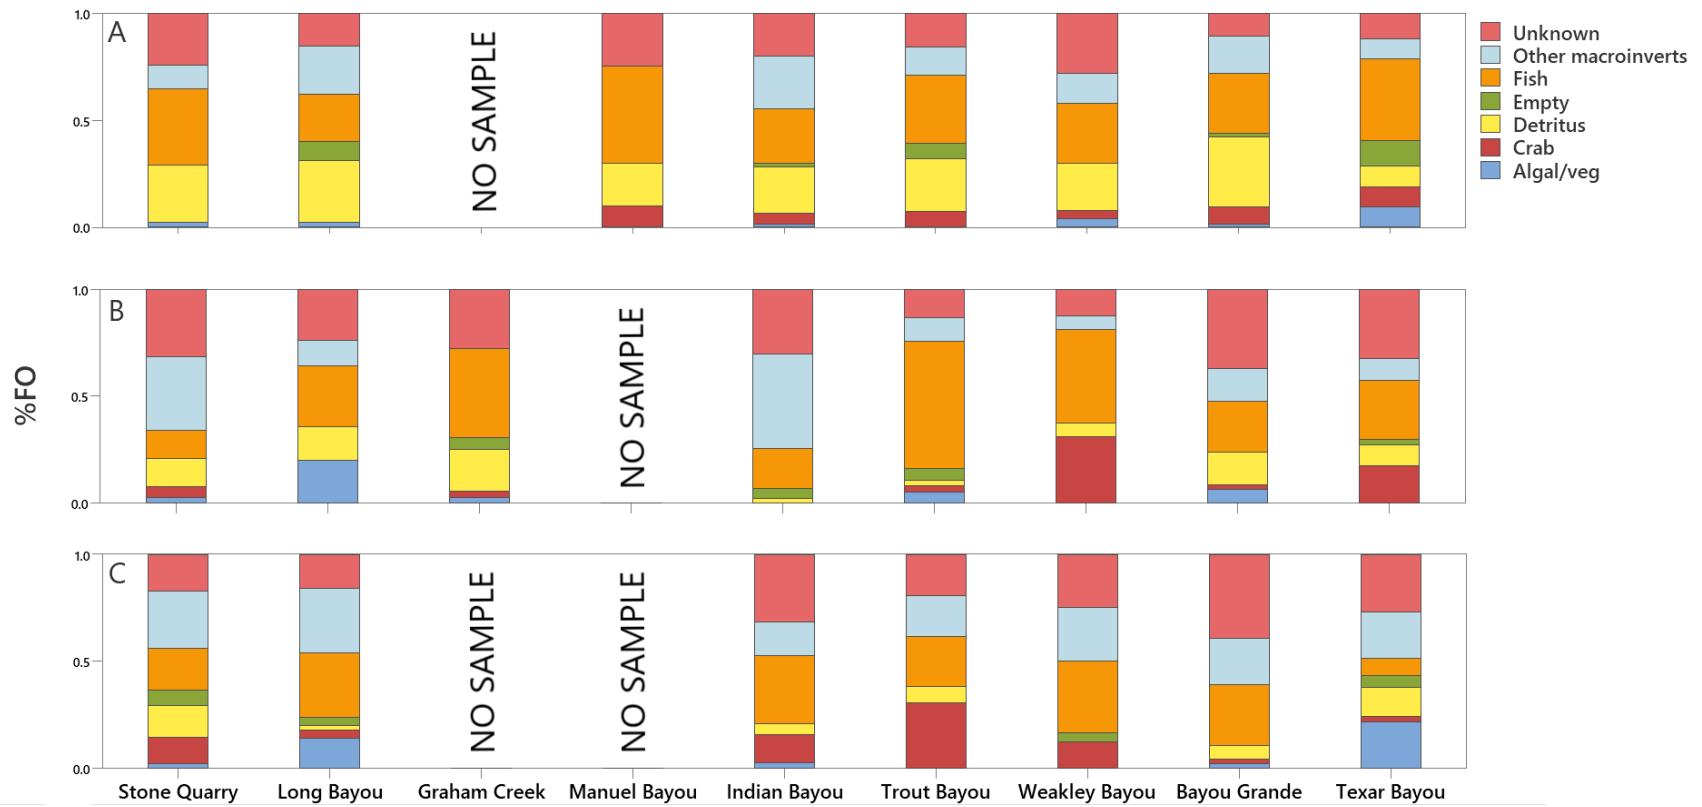 A
1.0
0.5
0.0
NO SAMPLE
Unknown
Other macroinverts
Fish
Empty
Detritus
Crab
Algal/veg
%FO
B
1.0
0.5
0.0
NO SAMPLE
C
1.0
0.5
0.0
NO SAMPLE
NO SAMPLE
Stone Quarry Long Bayou Graham Creek Manuel Bayou Indian Bayou Trout Bayou Weakley Bayou Bayou Grande Texar Bayou